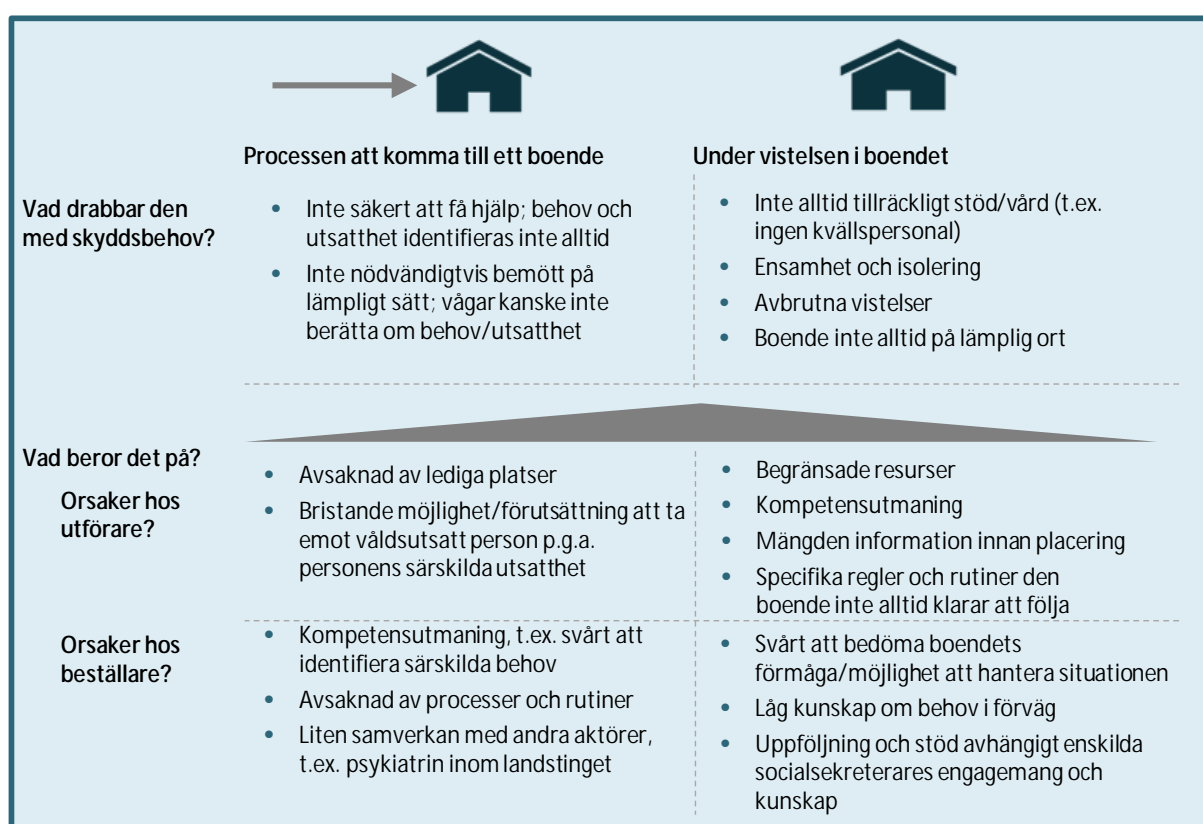 Processen att komma till ett boende
Under vistelsen i boendet
Vad drabbar den
med skyddsbehov?
• Inte säkert att få hjälp; behov och
utsatthet identifieras inte alltid
• Inte nödvändigtvis bemött på
lämpligt sätt; vågar kanske inte
berätta om behov/utsatthet
• Inte alltid tillräckligt stöd/vård (t.ex.
ingen kvällspersonal)
• Ensamhet och isolering
• Avbrutna vistelser
• Boende inte alltid på lämplig ort
Vad beror det på?
Orsaker hos
utförare?
• Avsaknad av lediga platser
• Bristande möjlighet/förutsättning att ta
emot våldsutsatt person p.g.a.
personens särskilda utsatthet
• Begränsade resurser
• Kompetensutmaning
• Mängden information innan placering
• Specifika regler och rutiner den
boende inte alltid klarar att följa
Orsaker hos
beställare?
• Kompetensutmaning, t.ex. svårt att
identifiera särskilda behov
• Avsaknad av processer och rutiner
• Liten samverkan med andra aktörer,
t.ex. psykiatrin inom landstinget
• Svårt att bedöma boendets
förmåga/möjlighet att hantera situationen
• Låg kunskap om behov i förväg
• Uppföljning och stöd avhängigt enskilda
socialsekreterares engagemang och
kunskap